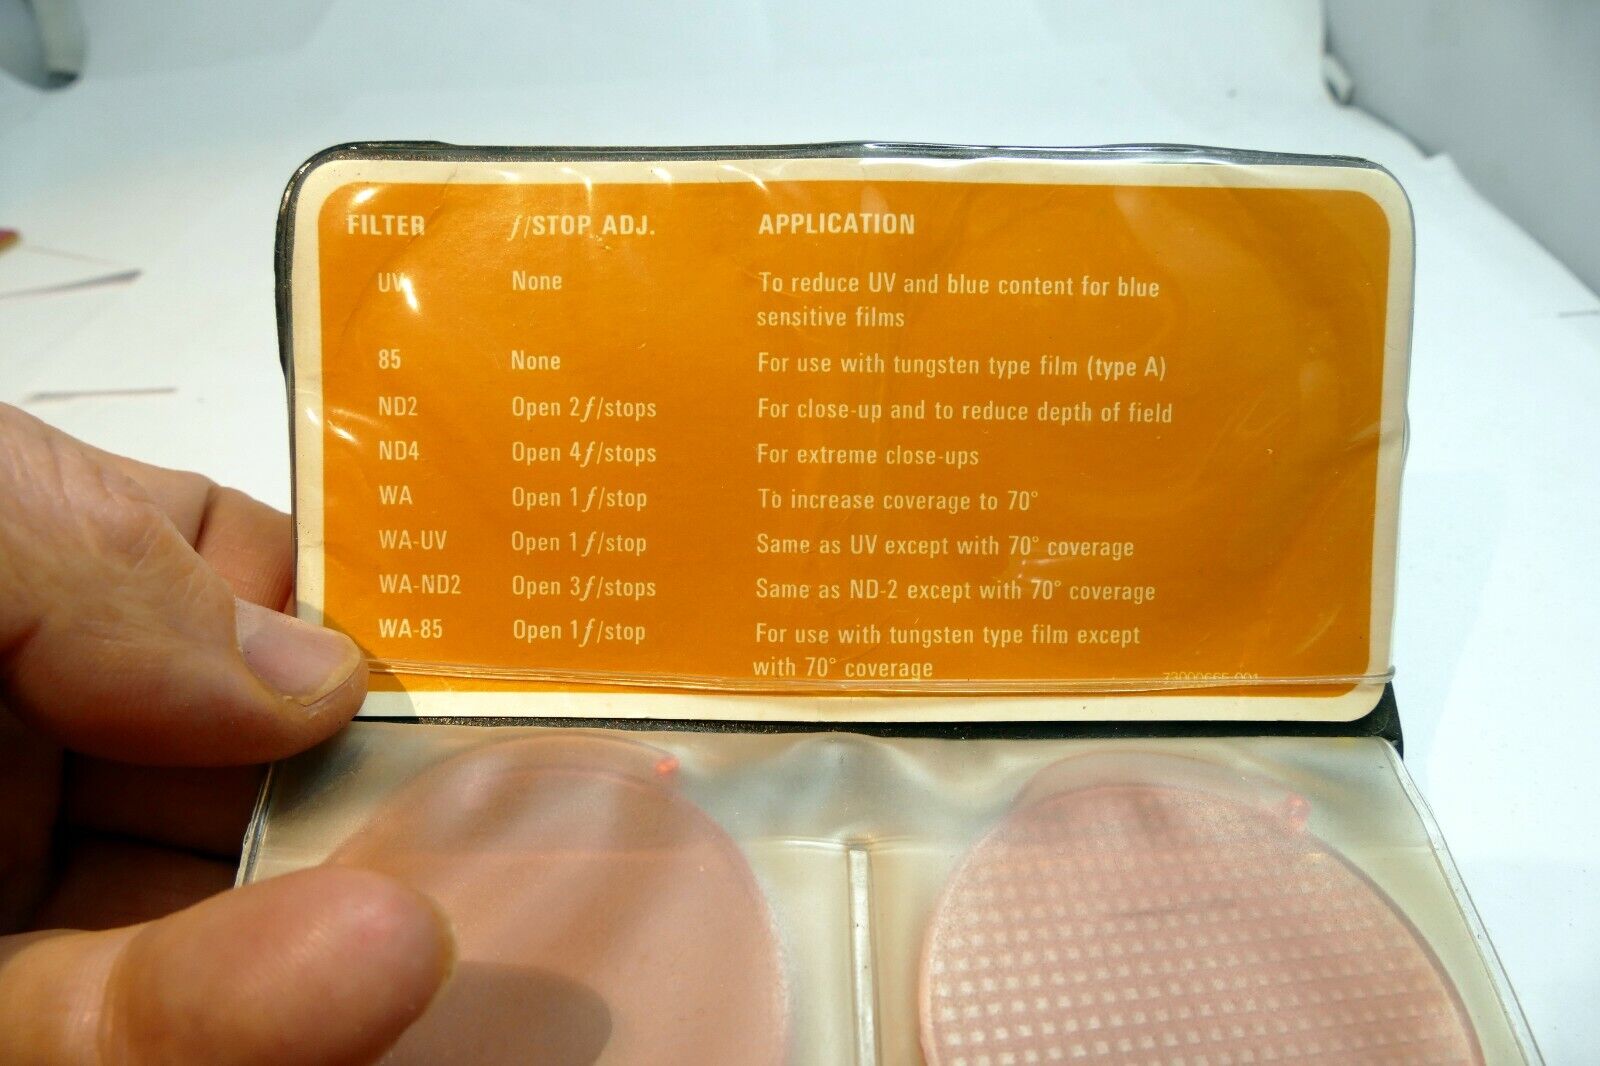 FILTER f/STOP ADJ. APPLICATION
UV None To reduce UV and blue content for blue
sensitive films
85 None For use with tungsten type film (type A)
ND2 Open 2 f/stops For close-up and to reduce depth of field
ND4 Open 4 f/stops For extreme close-ups
WA Open 1 f/stop To increase coverage to 70°
WA-UV Open 1 f/stop Same as UV except with 70° coverage
WA-ND2 Open 3 f/stops Same as ND-2 except with 70° coverage
WA-85 Open 1 f/stop For use with tungsten type film except
with 70° coverage